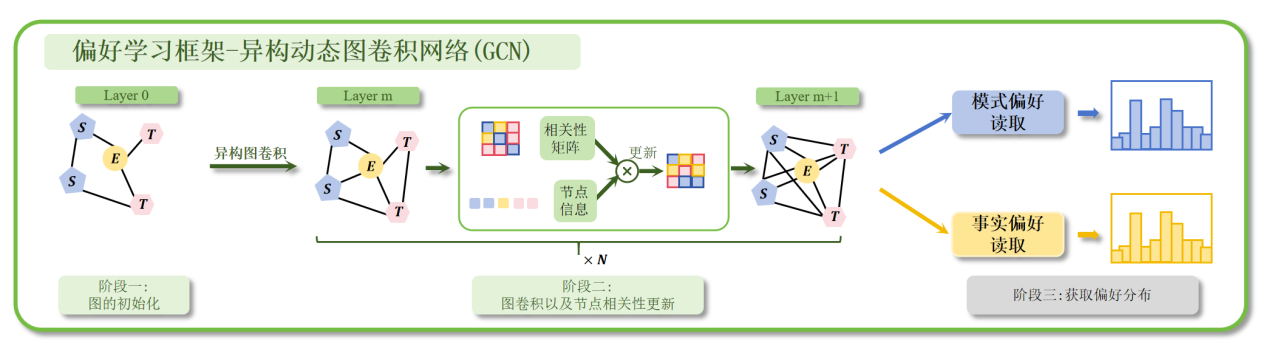 偏好学习框架-异构动态图卷积网络(GCN)
Layer 0
S
T
E
S
T
异构图卷积
Layer m
S
T
E
S
T
相关性
矩阵
更新
节点
信息
Layer m+1
S
T
E
S
T
× N
模式偏好
读取
事实偏好
读取
阶段一:
图的初始化
阶段二:
图卷积以及节点相关性更新
阶段三:获取偏好分布